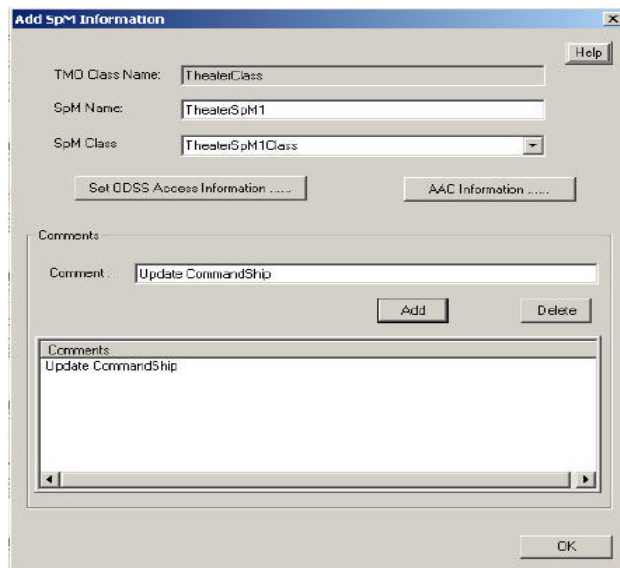 Add SpM Information
Help
TMO Class Name: TheaterClass
SpM Name: TheaterSpM1
SpM Class TheaterSpM1Class
Set ODSS Access Information ......
AAC Information ......
Comments
Comment : Update CommandShip
Add
Delete
Comments
Update CommandShip
OK